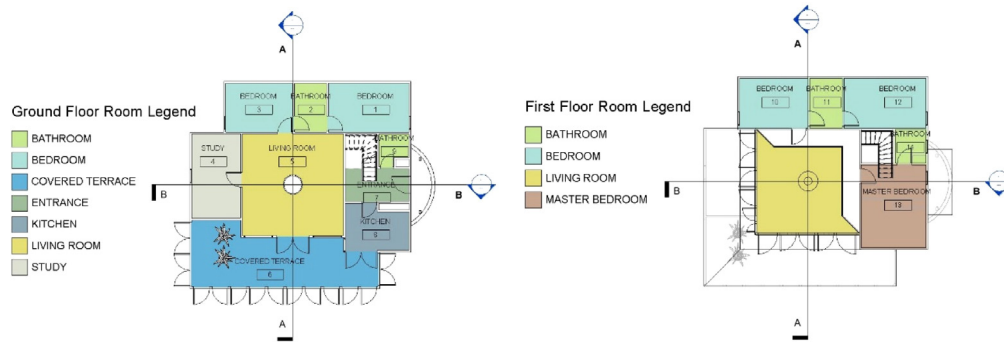 A
Ground Floor Room Legend
BATHROOM
BEDROOM
COVERED TERRACE
ENTRANCE
KITCHEN
LIVING ROOM
STUDY
BEDROOM
3
BATHROOM
2
BEDROOM
1
STUDY
4
LIVING ROOM
5
BATHROOM
ENTRANCE
7
KITCHEN
COVERED TERRACE
6
B
B
A
A
First Floor Room Legend
BATHROOM
BEDROOM
LIVING ROOM
MASTER BEDROOM
BEDROOM
10
BATHROOM
11
BEDROOM
12
BATHROOM
14
MASTER BEDROOM
13
B
B
A